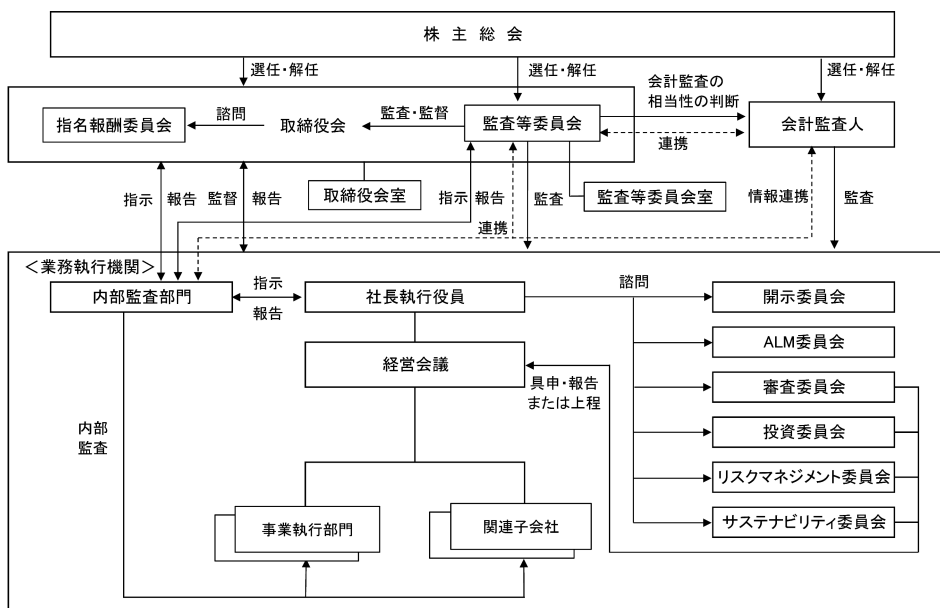 株主総会
選任・解任
選任・解任
選任・解任
会計監査の
相当性の判断
指名報酬委員会
諮問
取締役会
監査・監督
監査等委員会
会計監査人
連携
取締役会室
監査等委員会室
指示
報告
監督
報告
指示
報告
連携
監査
情報連携
監査
＜業務執行機関＞
内部監査部門
指示
報告
社長執行役員
諮問
開示委員会
ALM委員会
経営会議
具申・報告
または上程
審査委員会
投資委員会
内部
監査
リスクマネジメント委員会
サステナビリティ委員会
事業執行部門
関連子会社